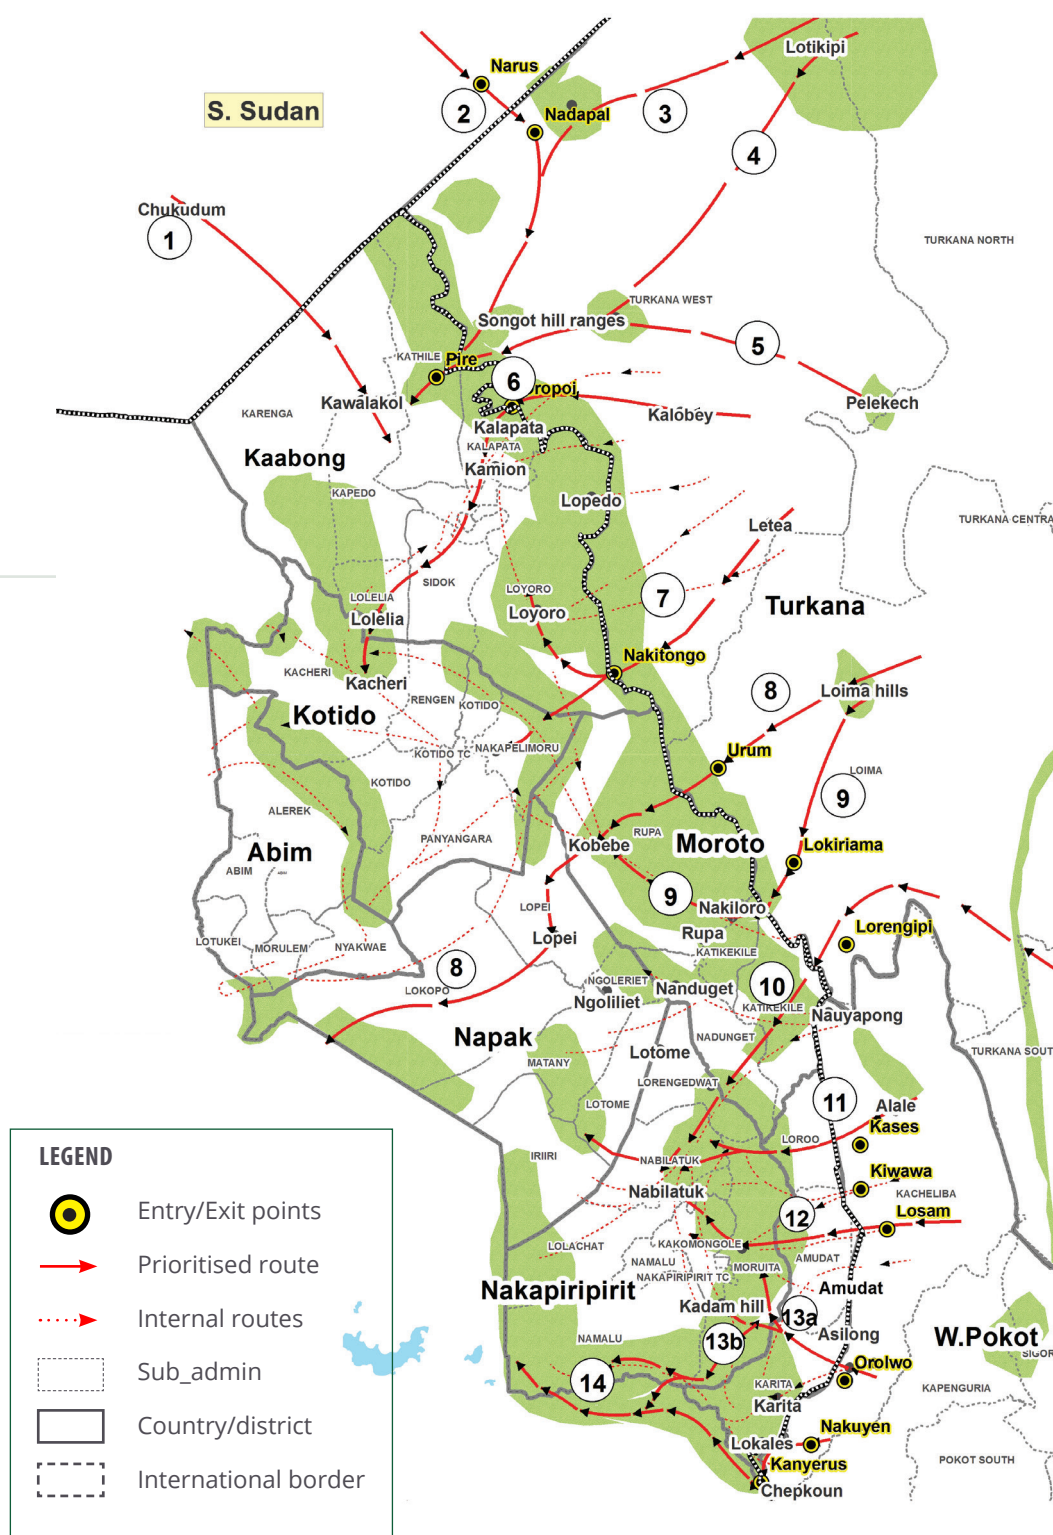 Lotikipi
Narus
S. Sudan
2
Nadapal
3
4
Chukudum
1
TURKANA NORTH
TURKANA WEST
Songot hill ranges
5
KATHILE
Pire
6
ropoi
Kawalakol
Pelekech
KARENGA
Kalobey
Kalapata
KALAPATA
Kaabong
Kamion
KAPEDO
Lopedo
Letea
TURKANA CENTRA
SIDOK
LOYORO
LOLELIA
7
Turkana
Lolelia
Loyoro
Nakitongo
KACHERI
Kacheri
8
Loima hills
RENGEN
KOTIDO
Kotido
KOTIDO TC
NAKAPELIMORU
Urum
LOIMA
KOTIDO
9
ALEREK
RUPA
PANYANGARA
Kobebe
Moroto
Lokiriama
Abim
ABIM
9
LOPEI
Nakiloro
Rupa
LOTUKEI
MORULEM
NYAKWAE
Lopei
KATIKEKILE
Lorengipi
8
LOKOPO
NGOLERIET
Nanduget
10
Ngoliliet
KATIKEKILE
Nauyapong
Napak
NADUNGET
TURKANA SOUT
Lotome
MATANY
LORENGEDWAT
11
LOTOME
Alale
Kases
LOROO
IRIIRI
NABILATUK
Kiwawa
Nabilatuk
KACHELIBA
12
Losam
LOLACHAT
KAKOMONGOLE
NAMALU
MORUITA
AMUDAT
NAKAPIRIPIRIT TC
Nakapiripirit
Amudat
Kadam hill
13a
Asilong
W.Pokot
NAMALU
13b
SIGOR
Orolwo
14
KARITA
KAPENGURIA
Karita
Nakuyen
Lokales
POKOT SOUTH
Kanyerus
Chepkoun
LEGEND
Entry/Exit points
Prioritised route
Internal routes
Sub_admin
Country/district
International border